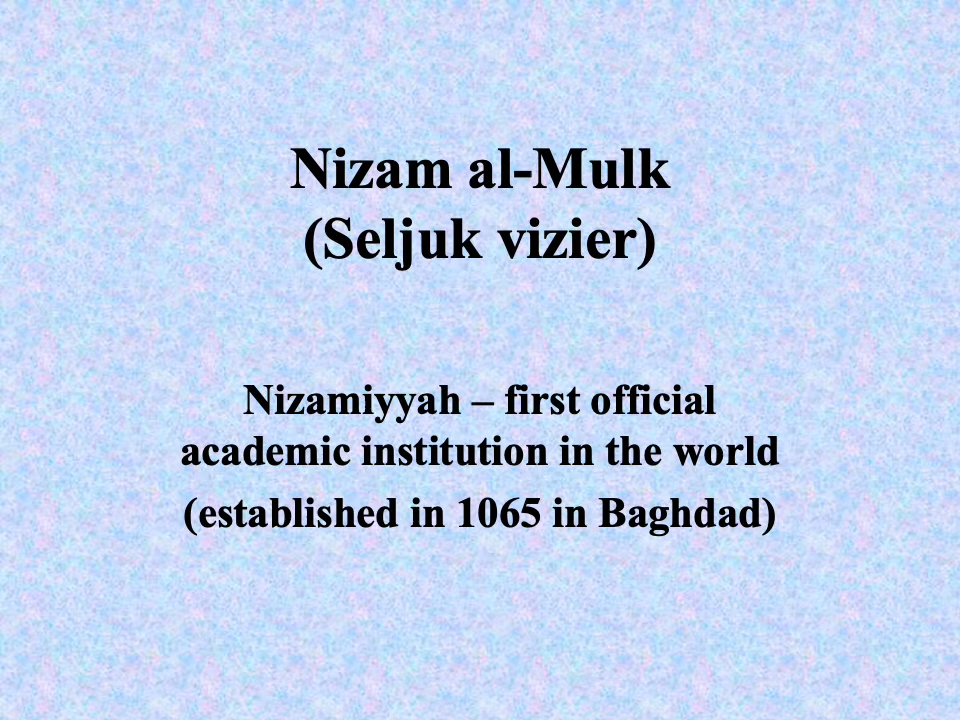 Nizam al-Mulk
(Seljuk vizier)
Nizamiyyah – first official
academic institution in the world
(established in 1065 in Baghdad)